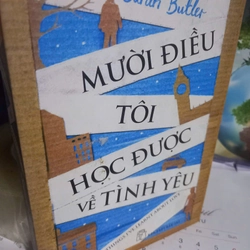 Sarah Butler
MƯỜI ĐIỀU
TÔI
HỌC ĐƯỢC
VỀ TÌNH YÊU